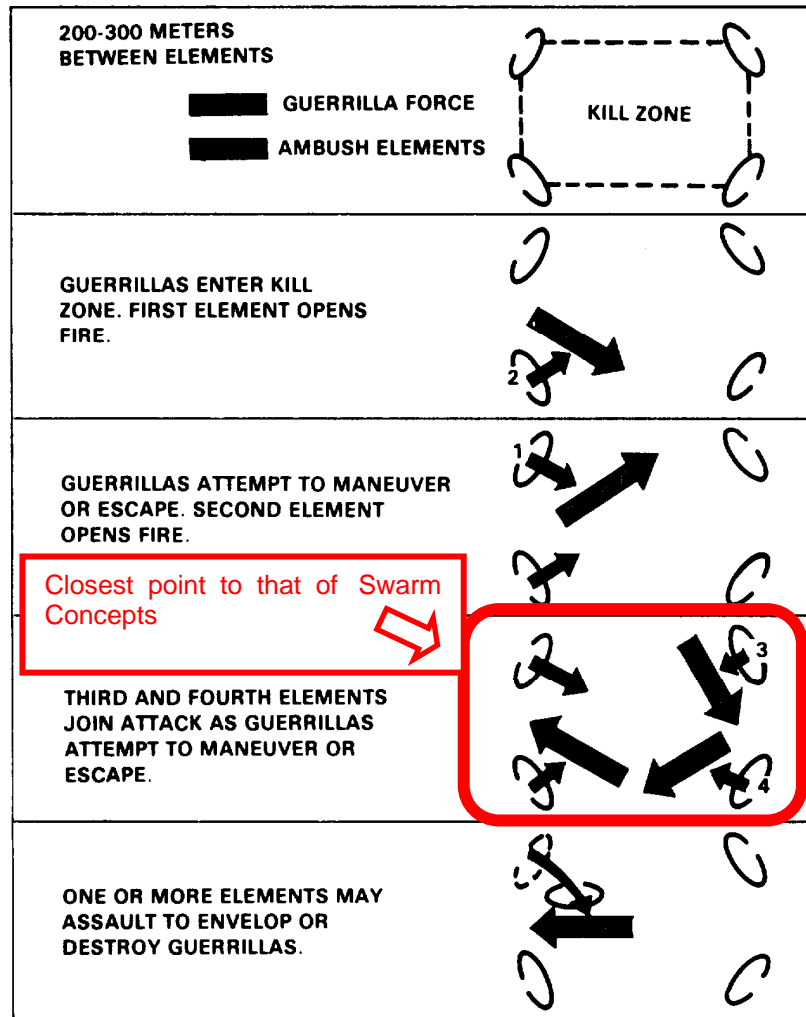 200-300 METERS
BETWEEN ELEMENTS
GUERRILLA FORCE
AMBUSH ELEMENTS
KILL ZONE
GUERRILLAS ENTER KILL
ZONE. FIRST ELEMENT OPENS
FIRE.
2
GUERRILLAS ATTEMPT TO MANEUVER
OR ESCAPE. SECOND ELEMENT
OPENS FIRE.
1
Closest point to that of Swarm
Concepts
THIRD AND FOURTH ELEMENTS
JOIN ATTACK AS GUERRILLAS
ATTEMPT TO MANEUVER OR
ESCAPE.
3
4
ONE OR MORE ELEMENTS MAY
ASSAULT TO ENVELOP OR
DESTROY GUERRILLAS.